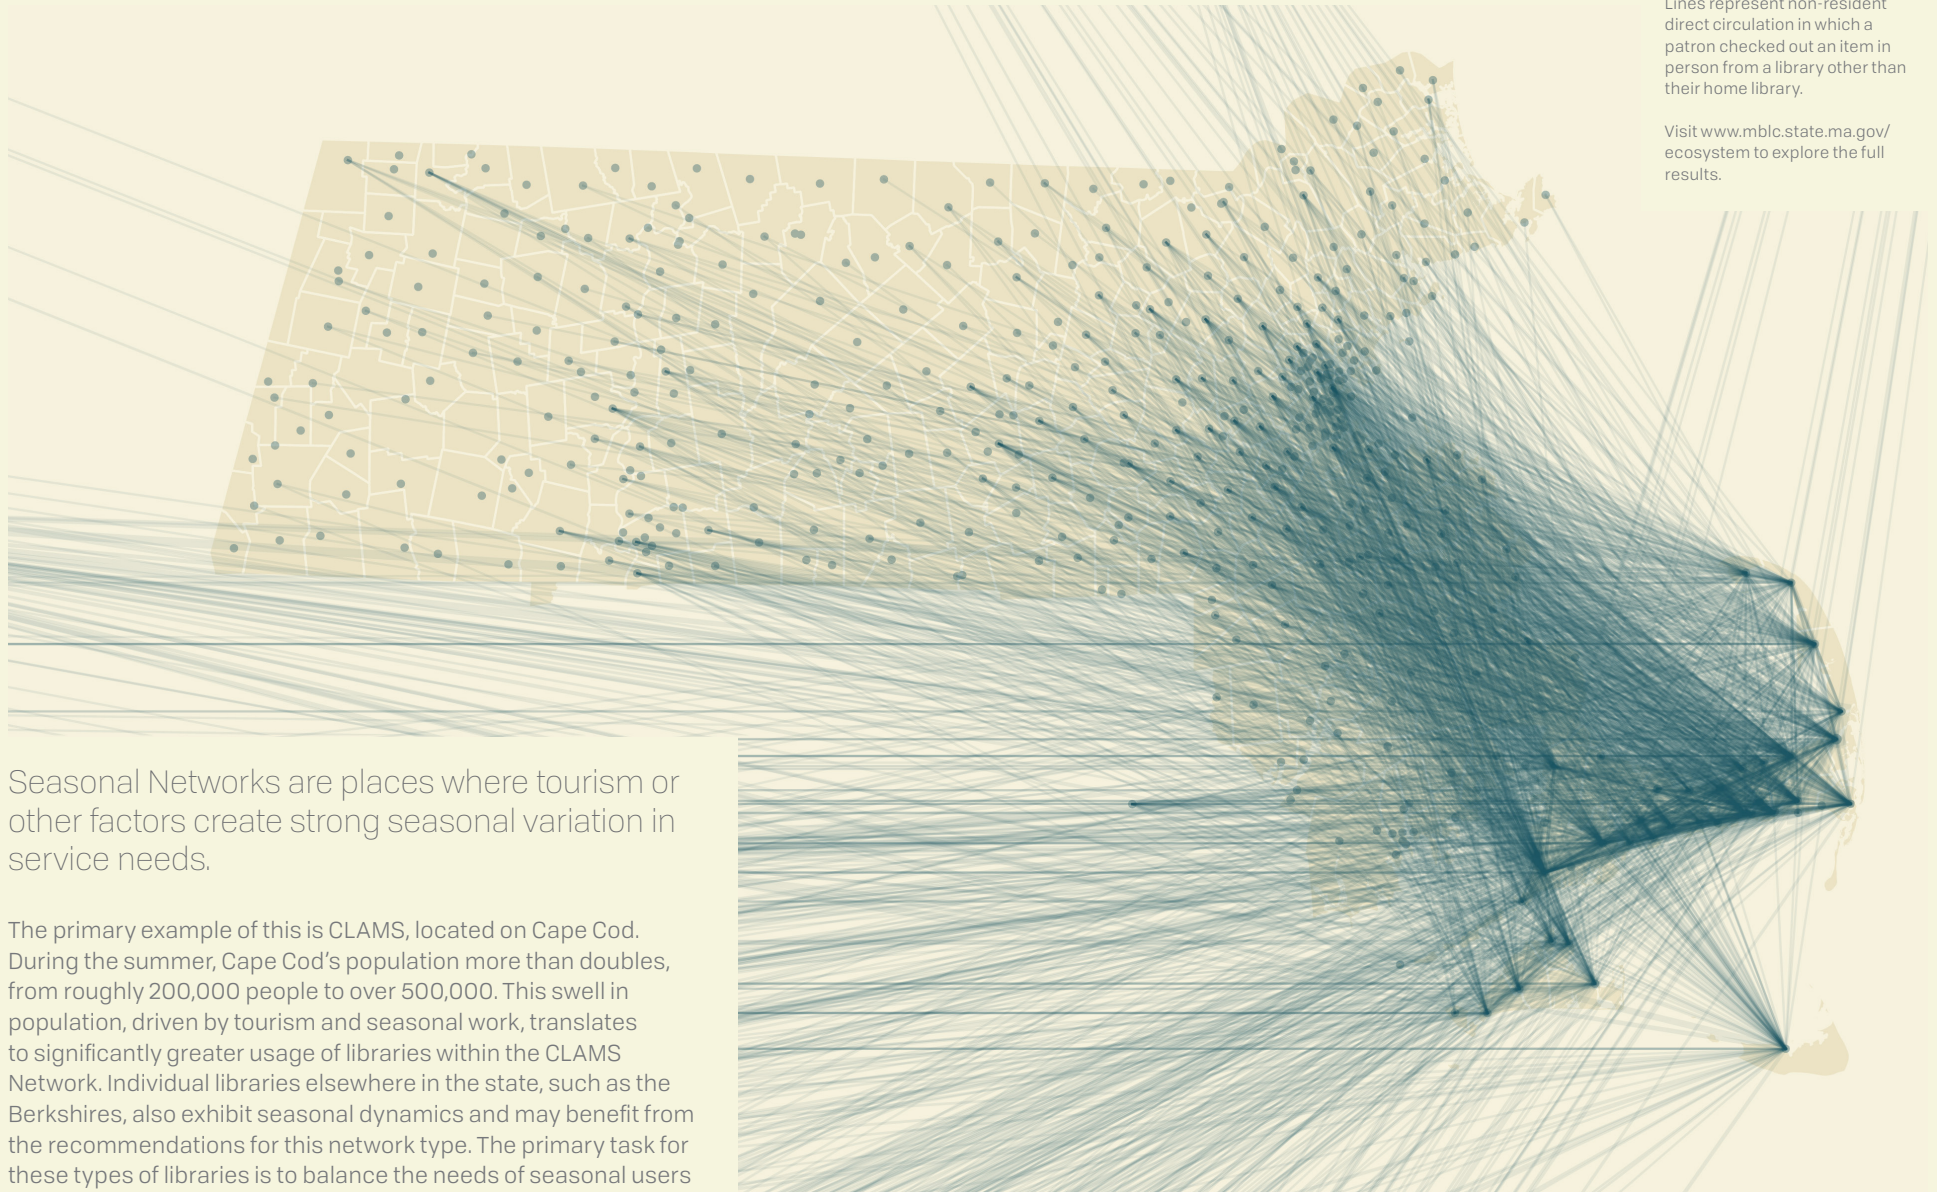 Lines represent non-resident
direct circulation in which a
patron checked out an item in
person from a library other than
their home library.
Visit www.mblc.state.ma.gov/
ecosystem to explore the full
results.
Seasonal Networks are places where tourism or
other factors create strong seasonal variation in
service needs.
The primary example of this is CLAMS, located on Cape Cod.
During the summer, Cape Cod’s population more than doubles,
from roughly 200,000 people to over 500,000. This swell in
population, driven by tourism and seasonal work, translates
to significantly greater usage of libraries within the CLAMS
Network. Individual libraries elsewhere in the state, such as the
Berkshires, also exhibit seasonal dynamics and may benefit from
the recommendations for this network type. The primary task for
these types of libraries is to balance the needs of seasonal users